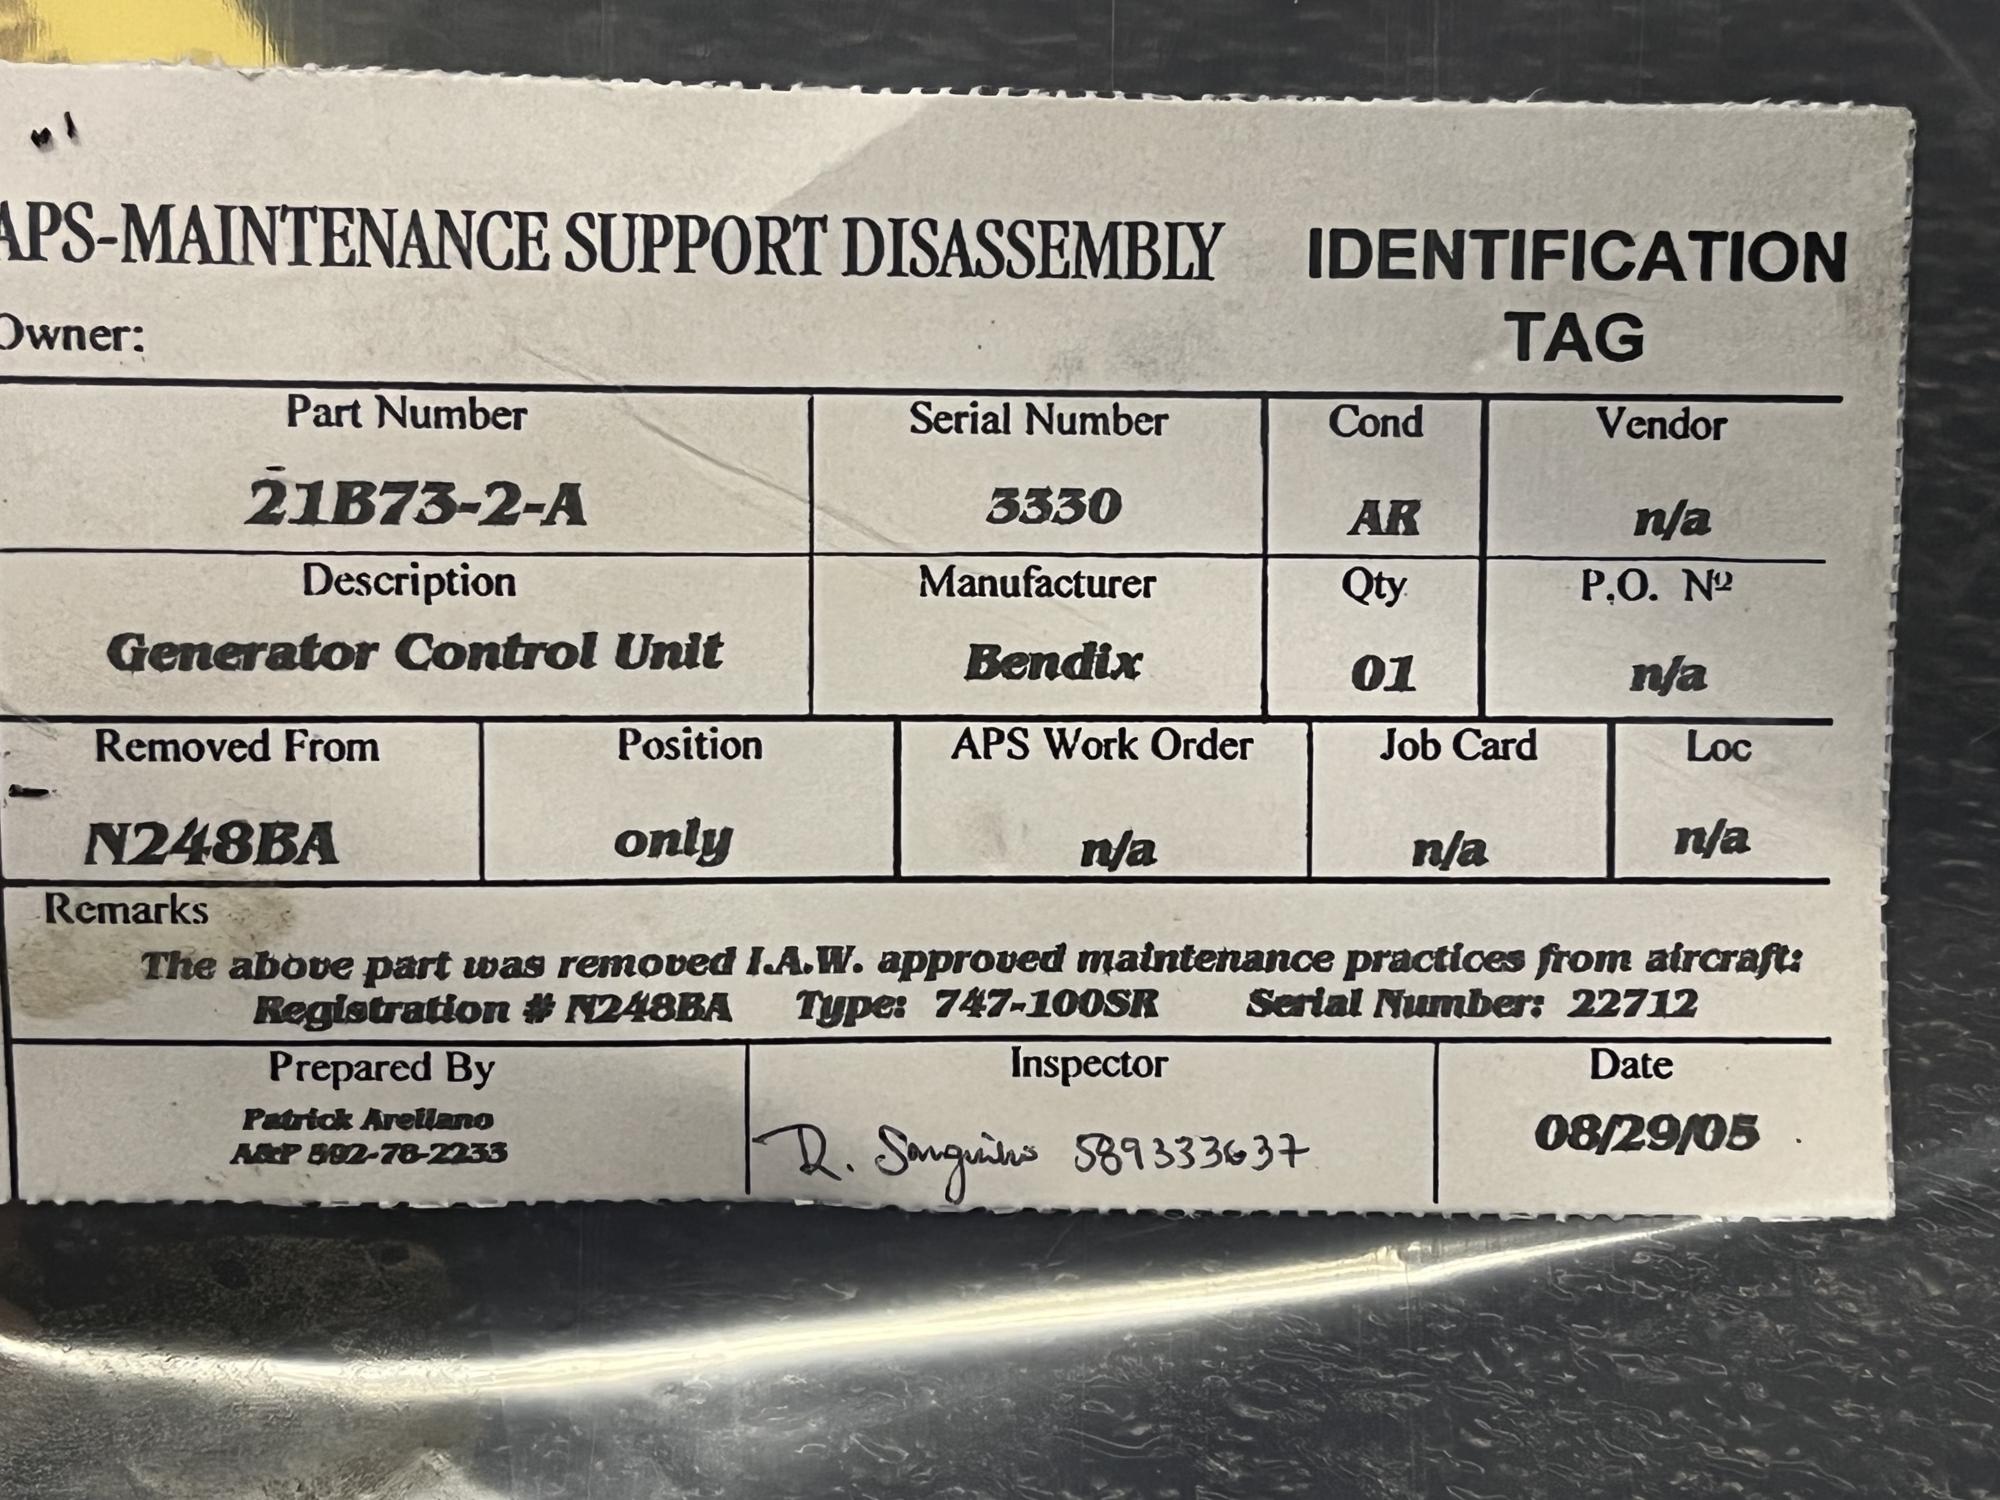 APS-MAINTENANCE SUPPORT DISASSEMBLY IDENTIFICATION TAG
Owner:
Part Number Serial Number Cond Vendor
21B73-2-A 3330 AR n/a
Description Manufacturer Qty P.O. Nº
Generator Control Unit Bendix 01 n/a
Removed From Position APS Work Order Job Card Loc
N248BA only n/a n/a n/a
Remarks
The above part was removed I.A.W. approved maintenance practices from aircraft:
Registration # N248BA Type: 747-100SR Serial Number: 22712
Prepared By Inspector Date
Patrick Arellano
A&P 592-78-2233 R. 589333637 08/29/05